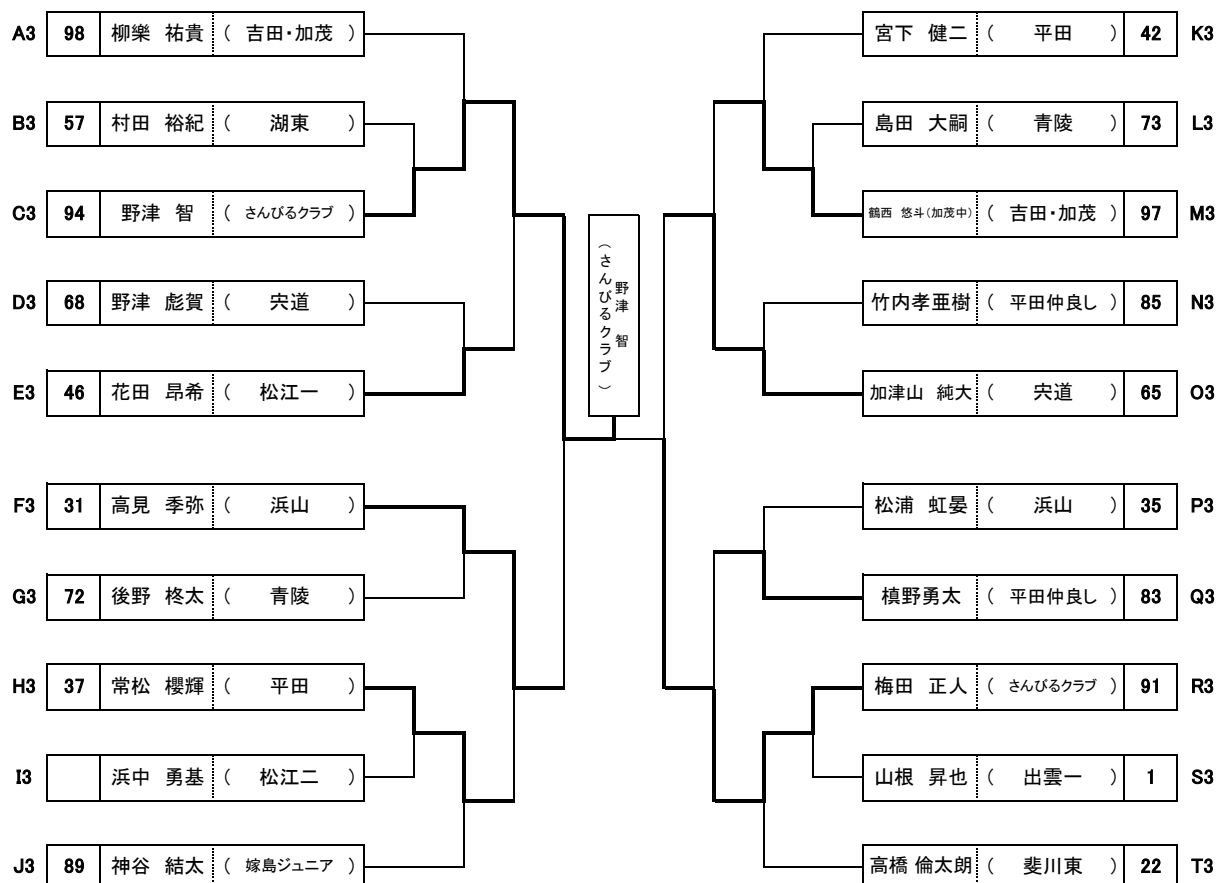 A3 98 柳樂 祐貴 ( 吉田・加茂 )
B3 57 村田 裕紀 ( 湖東 )
C3 94 野津 智 ( さんびるクラブ )
D3 68 野津 彪賀 ( 宍道 )
E3 46 花田 昂希 ( 松江一 )
F3 31 高見 季弥 ( 浜山 )
G3 72 後野 柊太 ( 青陵 )
H3 37 常松 櫻輝 ( 平田 )
I3 浜中 勇基 ( 松江二 )
J3 89 神谷 結太 ( 嫁島ジュニア )
野津 智
(さんびるクラブ)
宮下 健二 ( 平田 ) 42 K3
島田 大嗣 ( 青陵 ) 73 L3
鶴西 悠斗(加茂中) ( 吉田・加茂 ) 97 M3
竹内孝亜樹 ( 平田仲良し ) 85 N3
加津山 純大 ( 宍道 ) 65 O3
松浦 虹晏 ( 浜山 ) 35 P3
槙野勇太 ( 平田仲良し ) 83 Q3
梅田 正人 ( さんびるクラブ ) 91 R3
山根 昇也 ( 出雲一 ) 1 S3
高橋 倫太朗 ( 斐川東 ) 22 T3